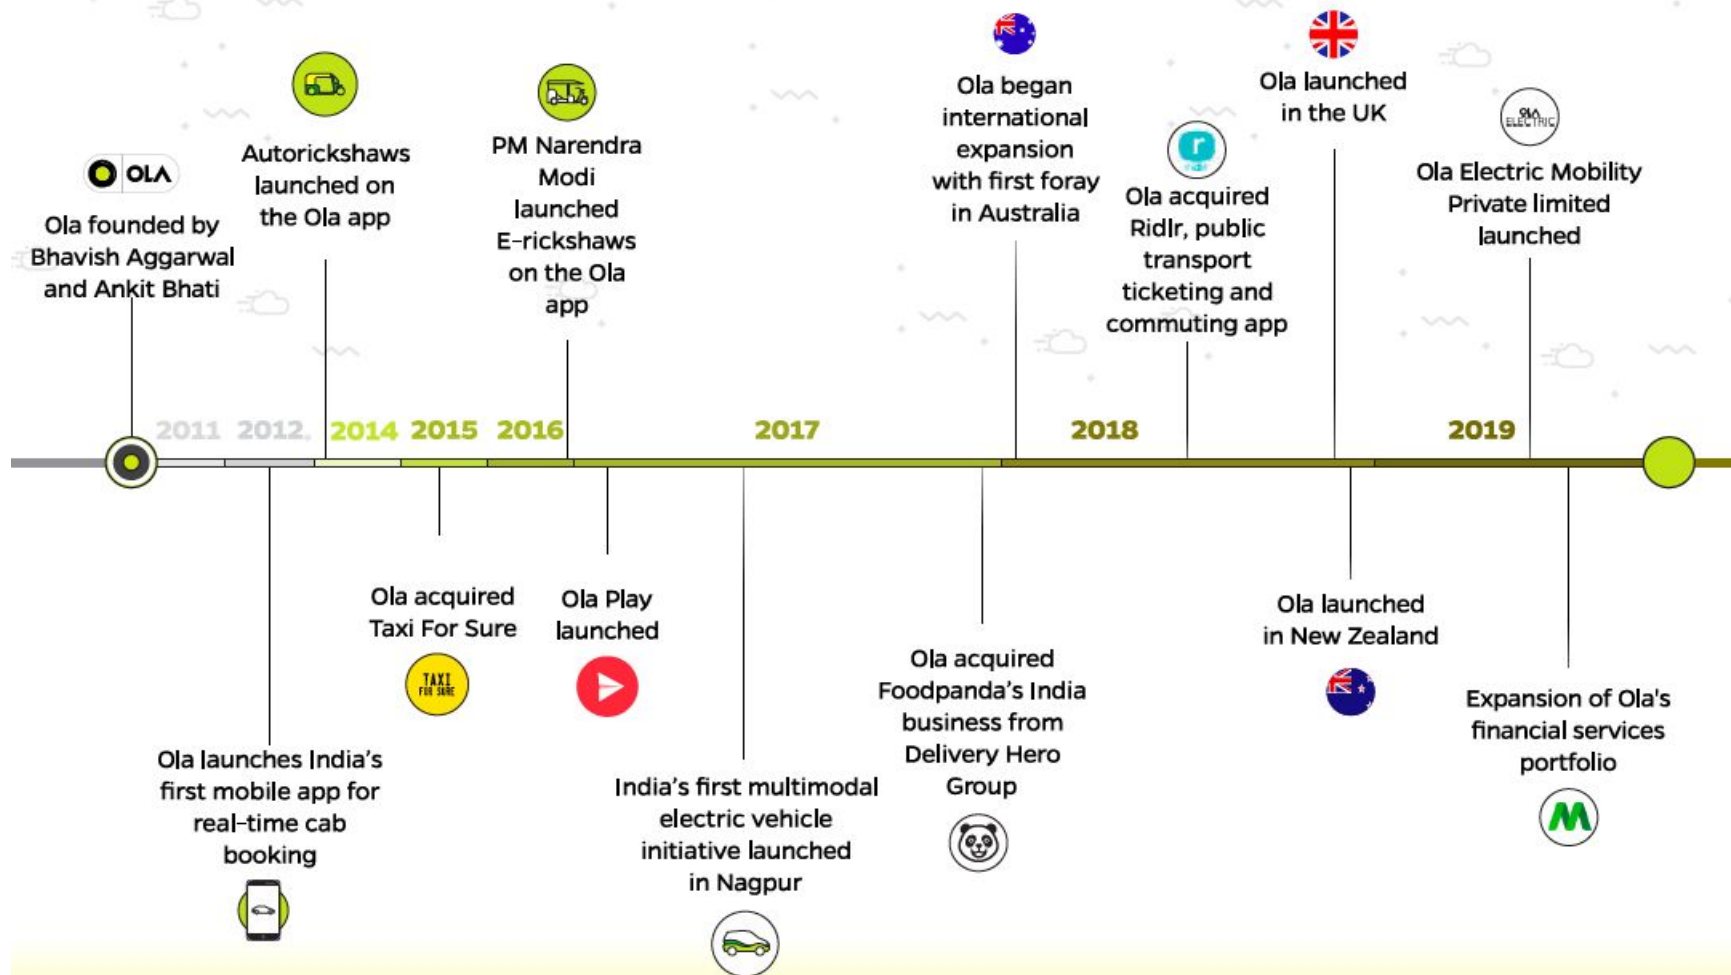 OLA
Ola founded by
Bhavish Aggarwal
and Ankit Bhati
Autorickshaws
launched on
the Ola app
PM Narendra
Modi
launched
E-rickshaws
on the Ola
app
Ola began
international
expansion
with first foray
in Australia
r
Ola acquired
Ridlr, public
transport
ticketing and
commuting app
Ola launched
in the UK
OLA
ELECTRIC
Ola Electric Mobility
Private limited
launched
2011 2012. 2014 2015 2016 2017 2018 2019
Ola launches India's
first mobile app for
real-time cab
booking
Ola acquired
Taxi For Sure
TAXI
FOR SURE
Ola Play
launched
India's first multimodal
electric vehicle
initiative launched
in Nagpur
Ola acquired
Foodpanda's India
business from
Delivery Hero
Group
Ola launched
in New Zealand
Expansion of Ola's
financial services
portfolio